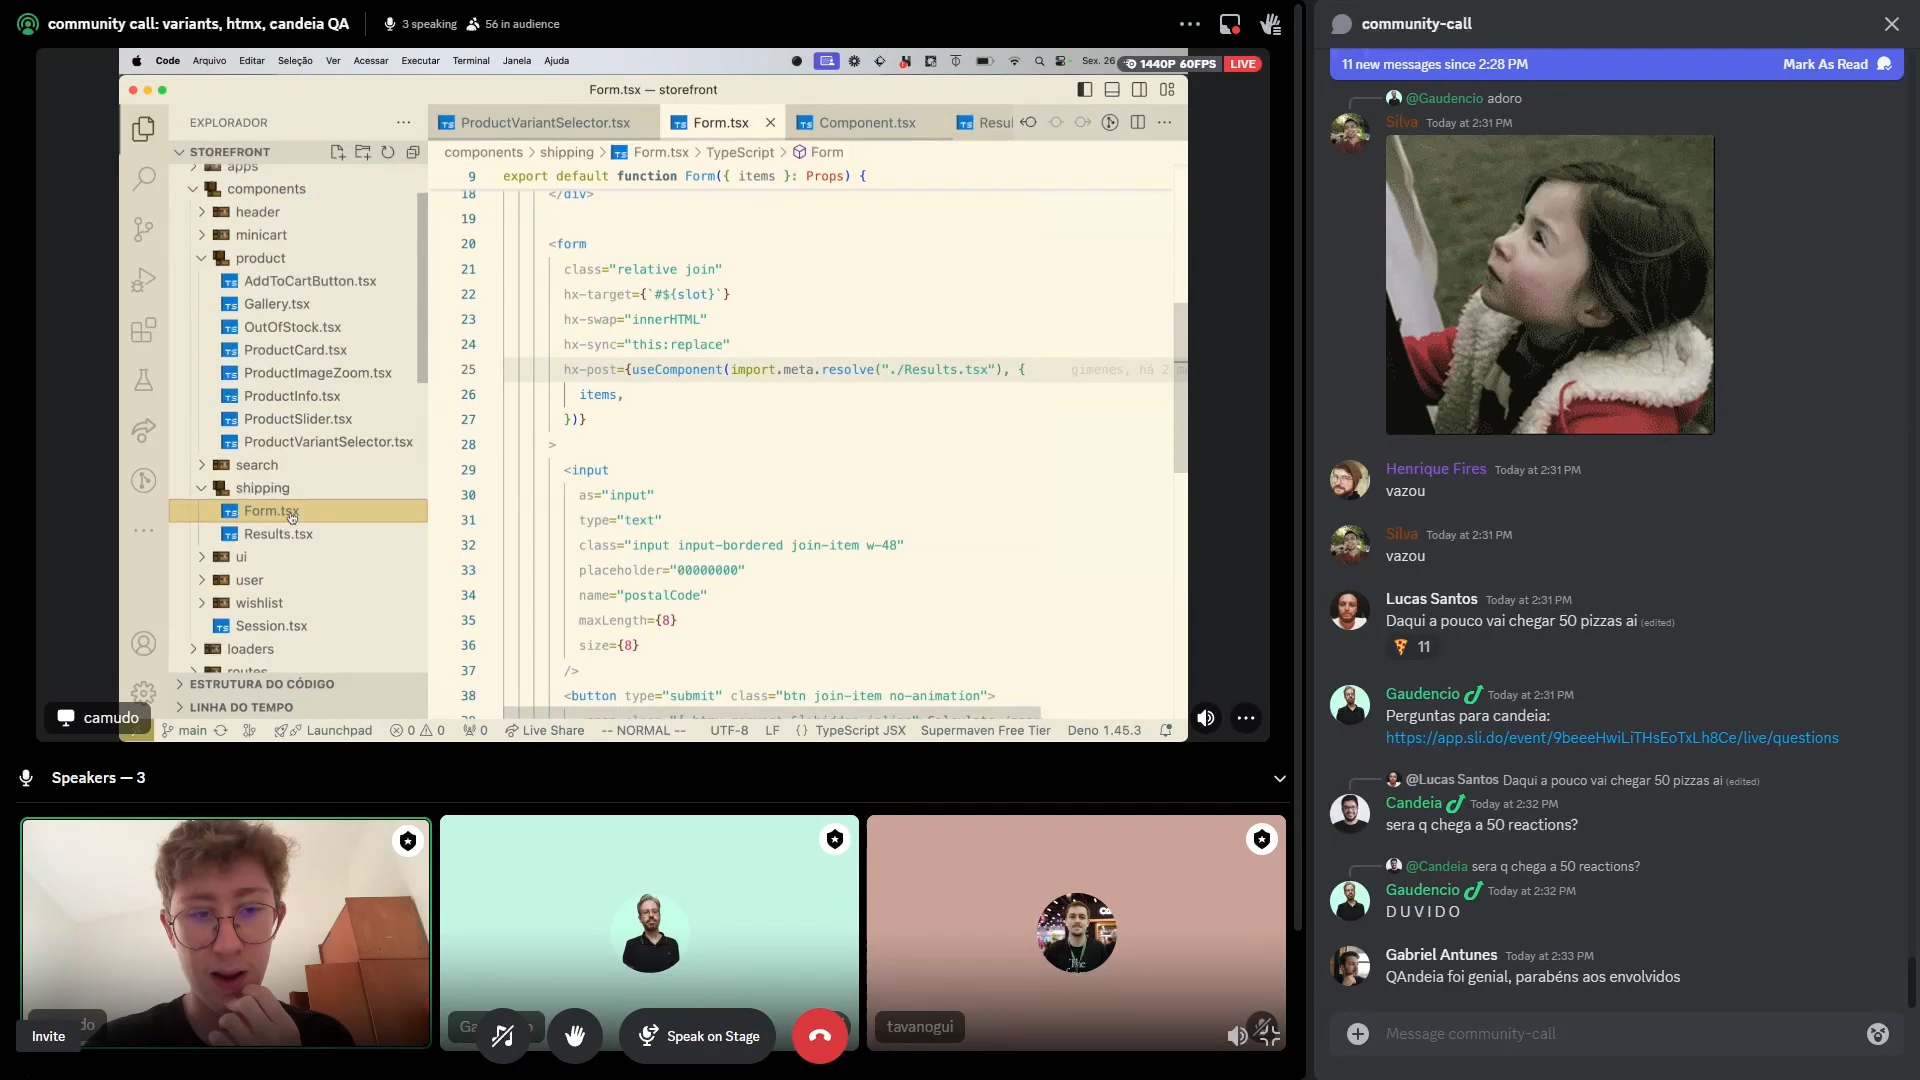 community call: variants, htmx, candeia QA
3 speaking
56 in audience
Code Arquivo Editar Seleção Ver Acessar Executar Terminal Janela Ajuda
Sex. 26
1440P 60FPS
LIVE
Form.tsx — storefront
EXPLORADOR
STOREFRONT
apps
components
header
minicart
product
AddToCartButton.tsx
Gallery.tsx
OutOfStock.tsx
ProductCard.tsx
ProductImageZoom.tsx
ProductInfo.tsx
ProductSlider.tsx
ProductVariantSelector.tsx
search
shipping
Form.tsx
Results.tsx
ui
user
wishlist
Session.tsx
loaders
routes
ESTRUTURA DO CÓDIGO
LINHA DO TEMPO
ProductVariantSelector.tsx
Form.tsx
Component.tsx
Resul
components > shipping > Form.tsx > TypeScript > Form
9 export default function Form({ items }: Props) {
18 </div>
19
20 <form
21 class="relative join"
22 hx-target={`#${slot}`}
23 hx-swap="innerHTML"
24 hx-sync="this:replace"
25 hx-post={useComponent(import.meta.resolve("./Results.tsx"), { gimenes, há 2 m
26 items,
27 })}
28 >
29 <input
30 as="input"
31 type="text"
32 class="input input-bordered join-item w-48"
33 placeholder="00000000"
34 name="postalCode"
35 maxLength={8}
36 size={8}
37 />
38 <button type="submit" class="btn join-item no-animation">
camudo
main
Launchpad
0
0
0
Live Share
-- NORMAL --
UTF-8
LF
{} TypeScript JSX
Supermaven Free Tier
Deno 1.45.3
Speakers — 3
Invite
Speak on Stage
tavanogui
community-call
11 new messages since 2:28 PM
Mark As Read
@Gaudencio adoro
Silva Today at 2:31 PM
Henrique Fires Today at 2:31 PM
vazou
Silva Today at 2:31 PM
vazou
Lucas Santos Today at 2:31 PM
Daqui a pouco vai chegar 50 pizzas ai (edited)
11
Gaudencio Today at 2:31 PM
Perguntas para candeia:
https://app.sli.do/event/9beeeHwiLiTHsEoTxLh8Ce/live/questions
@Lucas Santos Daqui a pouco vai chegar 50 pizzas ai (edited)
Candeia Today at 2:32 PM
sera q chega a 50 reactions?
@Candeia sera q chega a 50 reactions?
Gaudencio Today at 2:32 PM
D U V I D O
Gabriel Antunes Today at 2:33 PM
QAndeia foi genial, parabéns aos envolvidos
Message community-call